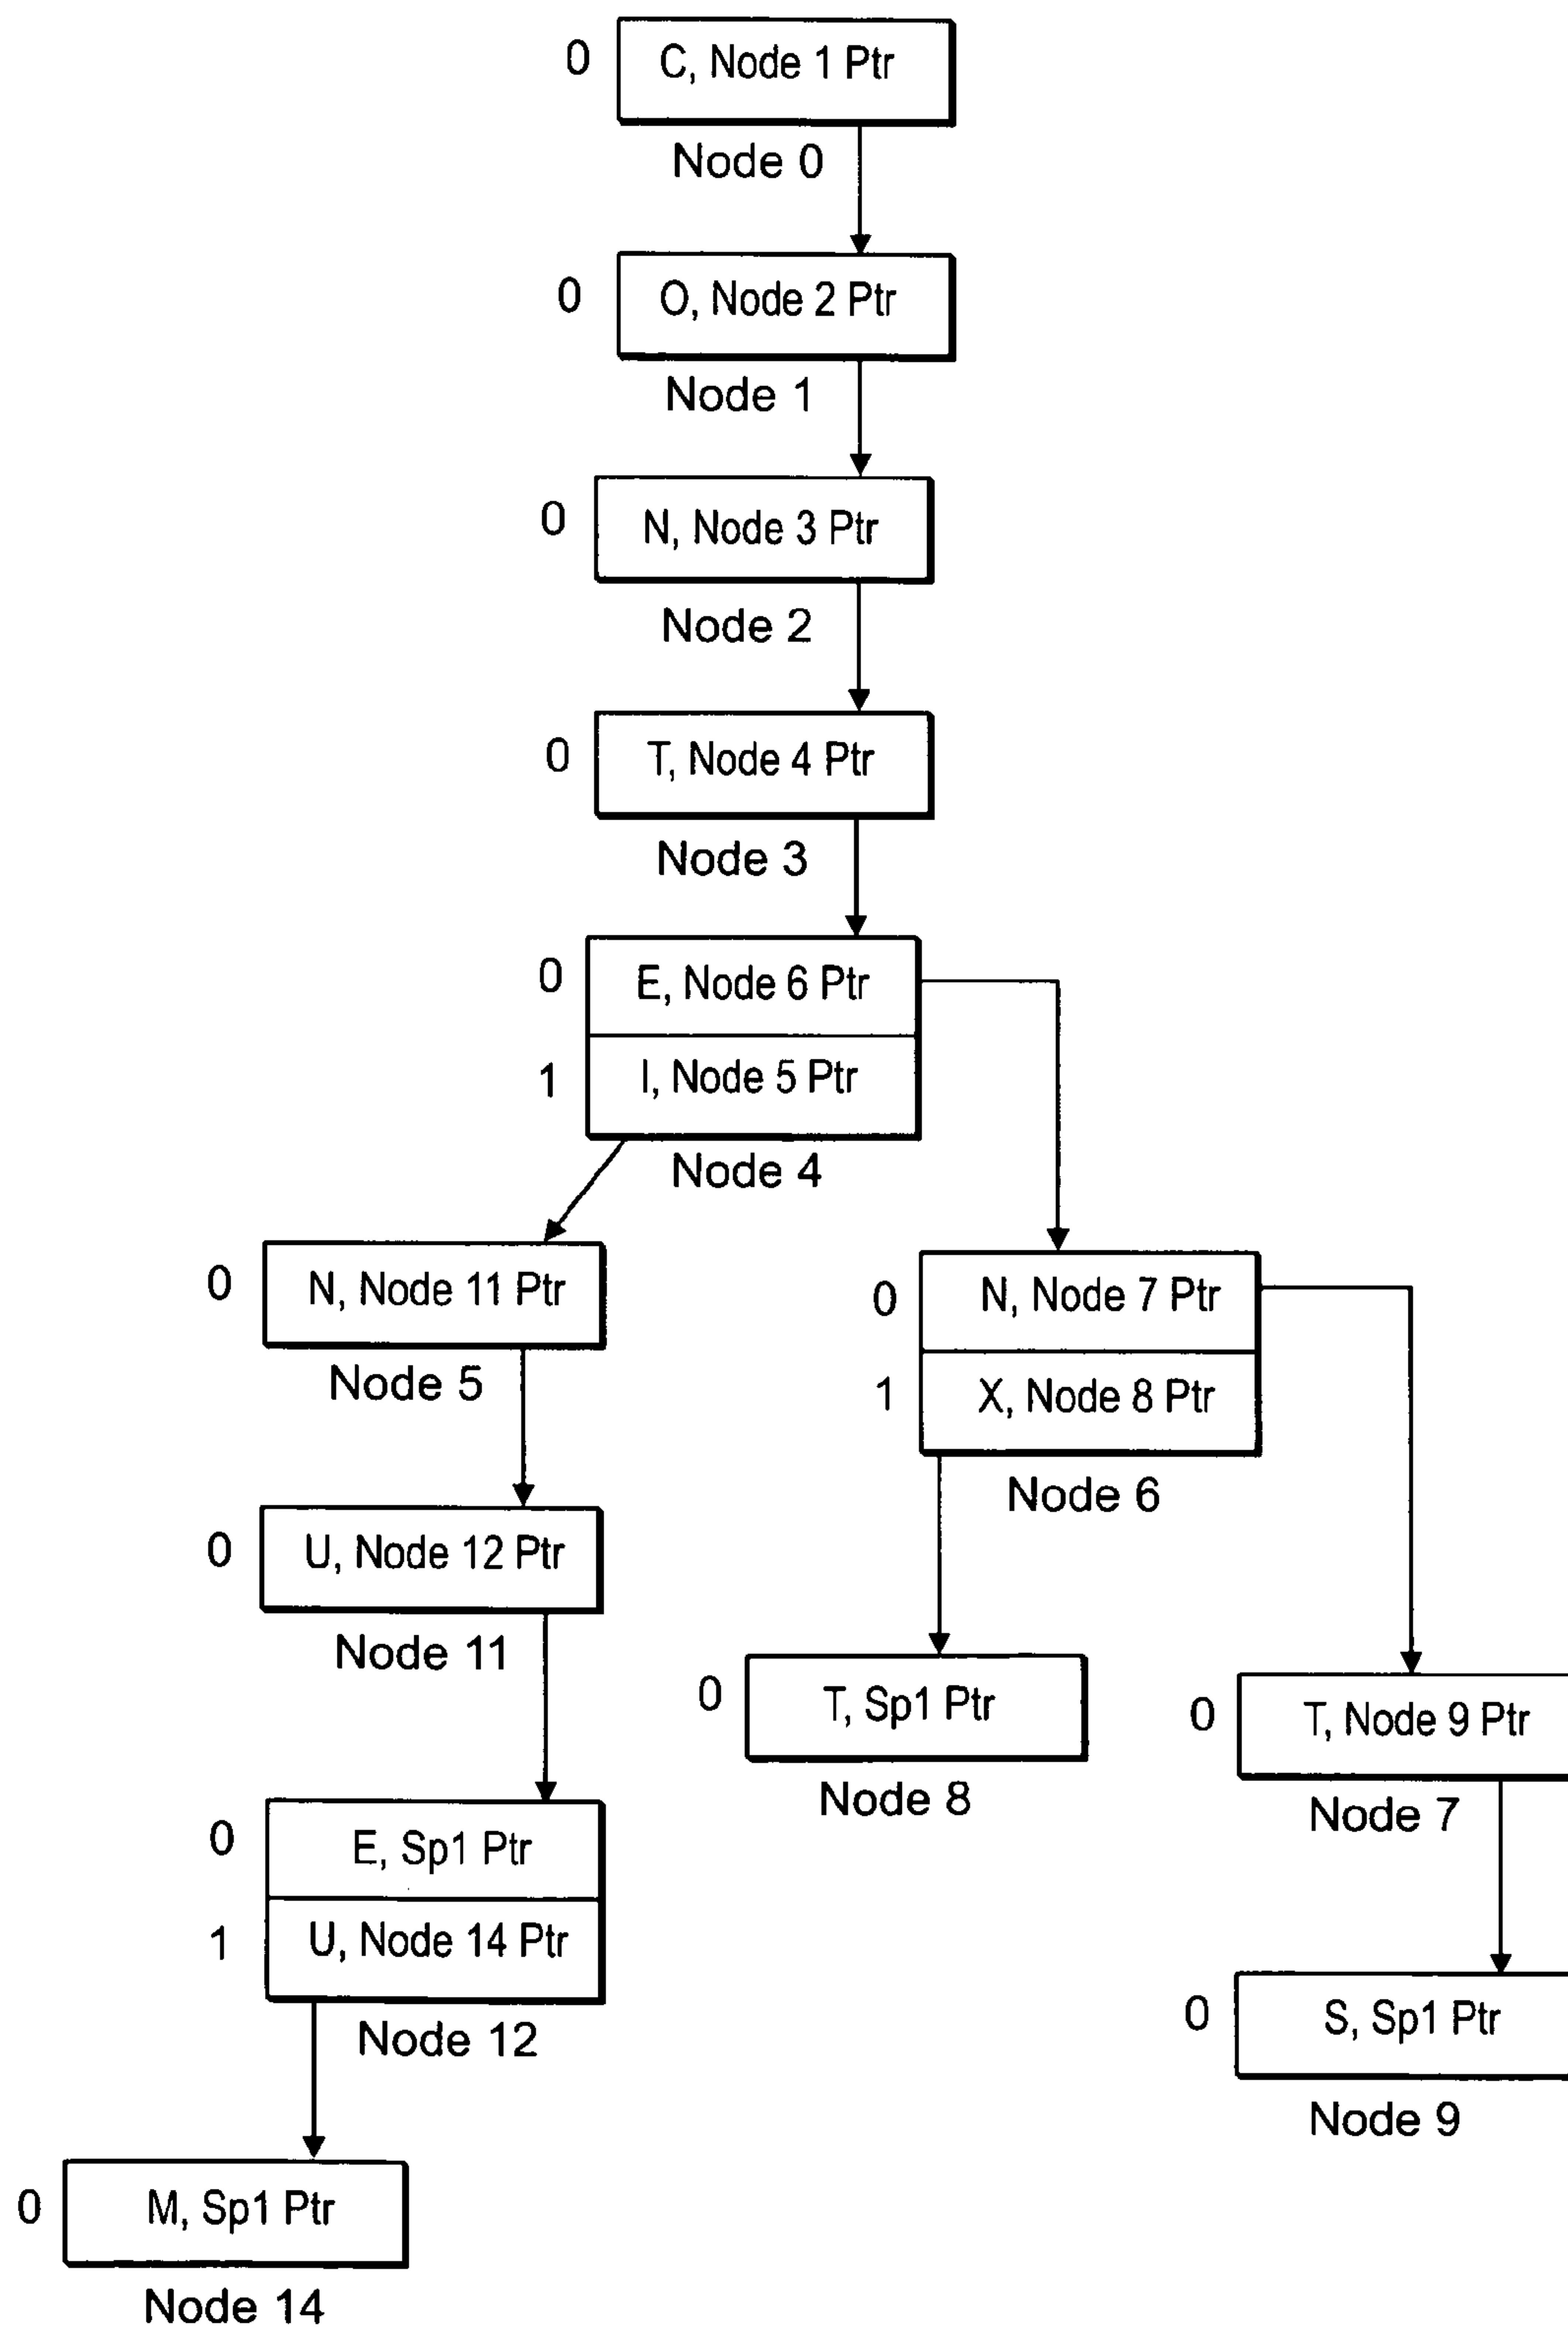 0 C, Node 1 Ptr
Node 0
0 O, Node 2 Ptr
Node 1
0 N, Node 3 Ptr
Node 2
0 T, Node 4 Ptr
Node 3
0 E, Node 6 Ptr
1 I, Node 5 Ptr
Node 4
0 N, Node 11 Ptr
Node 5
0 N, Node 7 Ptr
1 X, Node 8 Ptr
Node 6
0 U, Node 12 Ptr
Node 11
0 T, Sp1 Ptr
Node 8
0 T, Node 9 Ptr
Node 7
0 E, Sp1 Ptr
1 U, Node 14 Ptr
Node 12
0 S, Sp1 Ptr
Node 9
0 M, Sp1 Ptr
Node 14